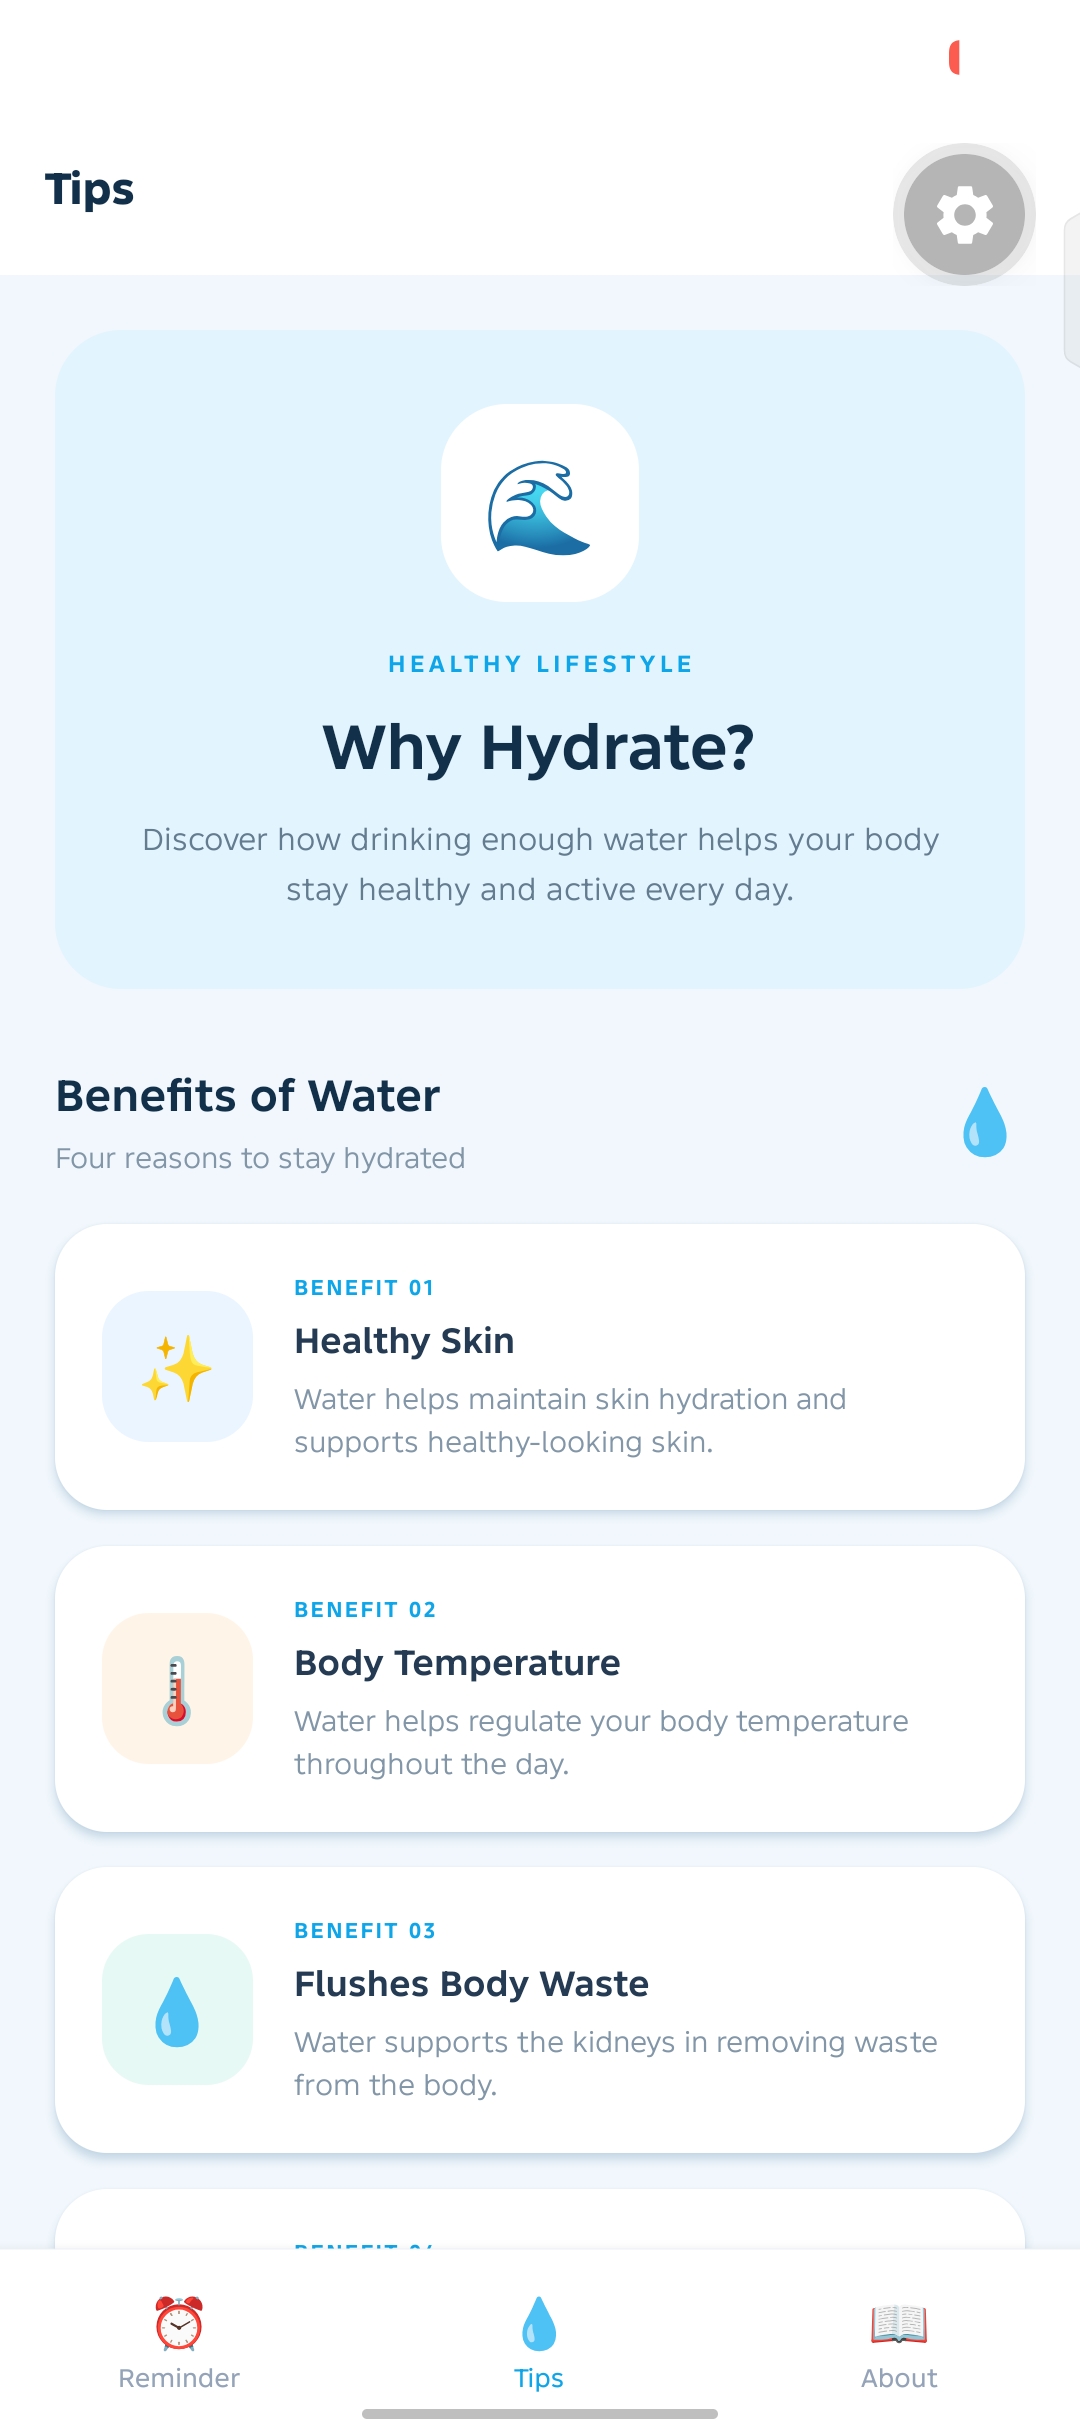 Tips
HEALTHY LIFESTYLE
Why Hydrate?
Discover how drinking enough water helps your body
stay healthy and active every day.
Benefits of Water
Four reasons to stay hydrated
BENEFIT 01
Healthy Skin
Water helps maintain skin hydration and
supports healthy-looking skin.
BENEFIT 02
Body Temperature
Water helps regulate your body temperature
throughout the day.
BENEFIT 03
Flushes Body Waste
Water supports the kidneys in removing waste
from the body.
BENEFIT 04
Reminder
Tips
About